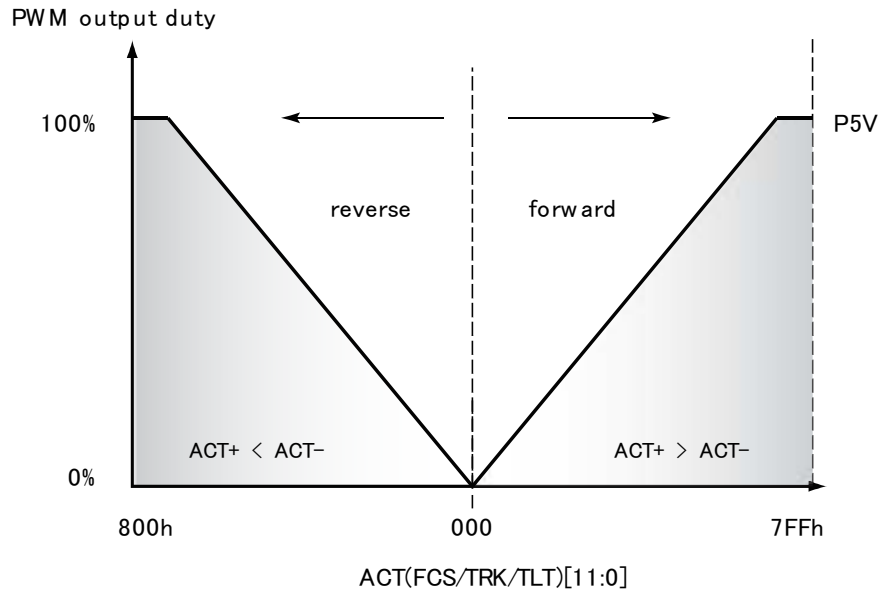 PWM output duty
100%
P5V
reverse
forward
ACT+ < ACT-
ACT+ > ACT-
0%
800h
000
7FFh
ACT(FCS/TRK/TLT)[11:0]